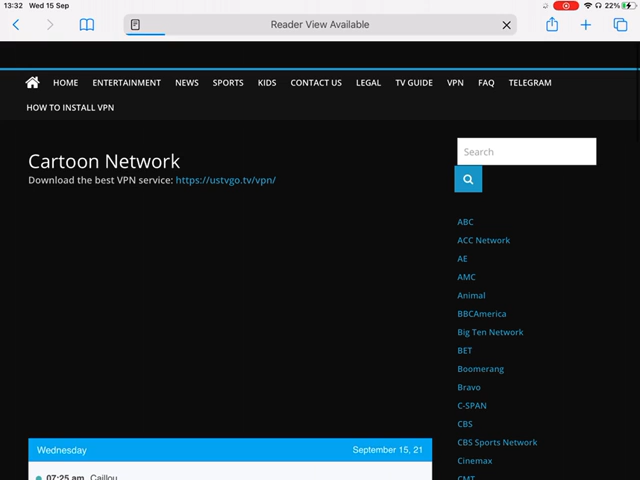 13:32 Wed 15 Sep
22%
Reader View Available
HOME ENTERTAINMENT NEWS SPORTS KIDS CONTACT US LEGAL TV GUIDE VPN FAQ TELEGRAM
HOW TO INSTALL VPN
Cartoon Network
Download the best VPN service: https://ustvgo.tv/vpn/
Search
ABC
ACC Network
AE
AMC
Animal
BBCAmerica
Big Ten Network
BET
Boomerang
Bravo
C-SPAN
CBS
CBS Sports Network
Cinemax
CMT
Wednesday September 15, 21
07:25 am Caillou